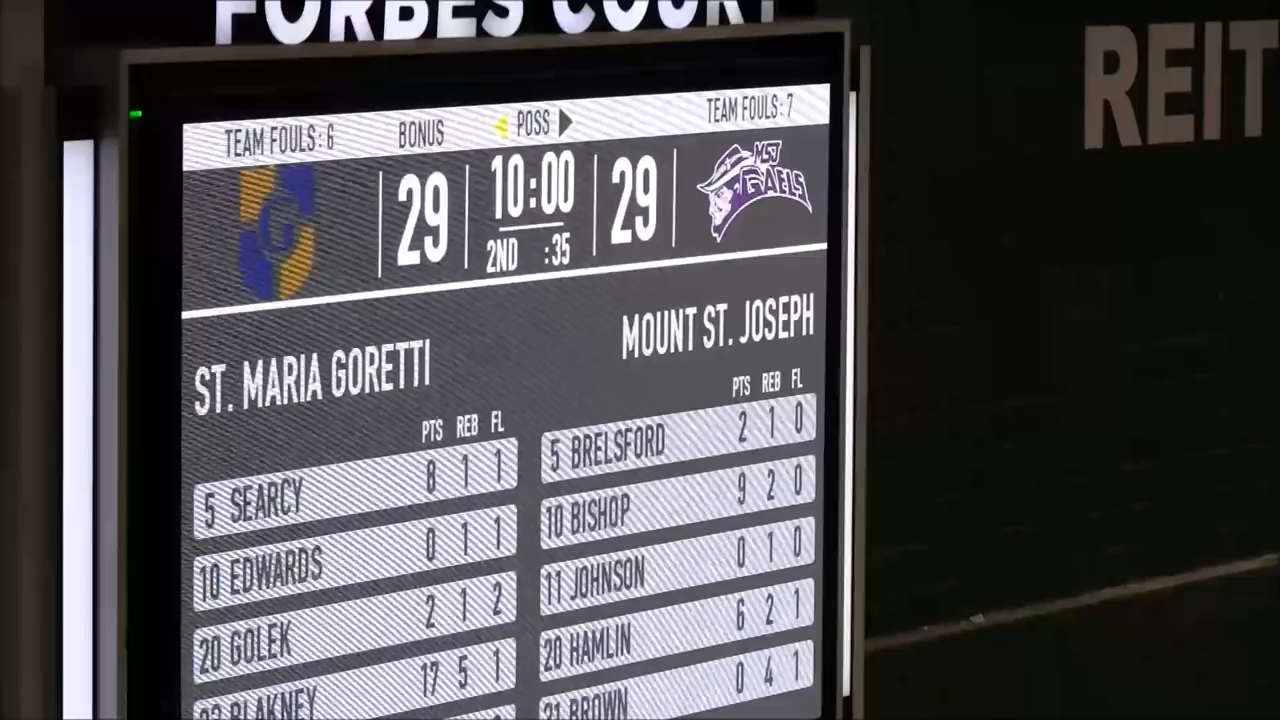 FORBES COURT
REIT
TEAM FOULS: 6 BONUS POSS TEAM FOULS: 7
29 10:00 29
2ND :35
G
MSJ
GAELS
ST. MARIA GORETTI
PTS REB FL
5 SEARCY 8 1 1
10 EDWARDS 0 1 1
20 GOLEK 2 1 2
BLAKNEY 17 5 1
MOUNT ST. JOSEPH
PTS REB FL
5 BRELSFORD 2 1 0
10 BISHOP 9 2 0
11 JOHNSON 0 1 0
20 HAMLIN 6 2 1
21 BROWN 0 4 1